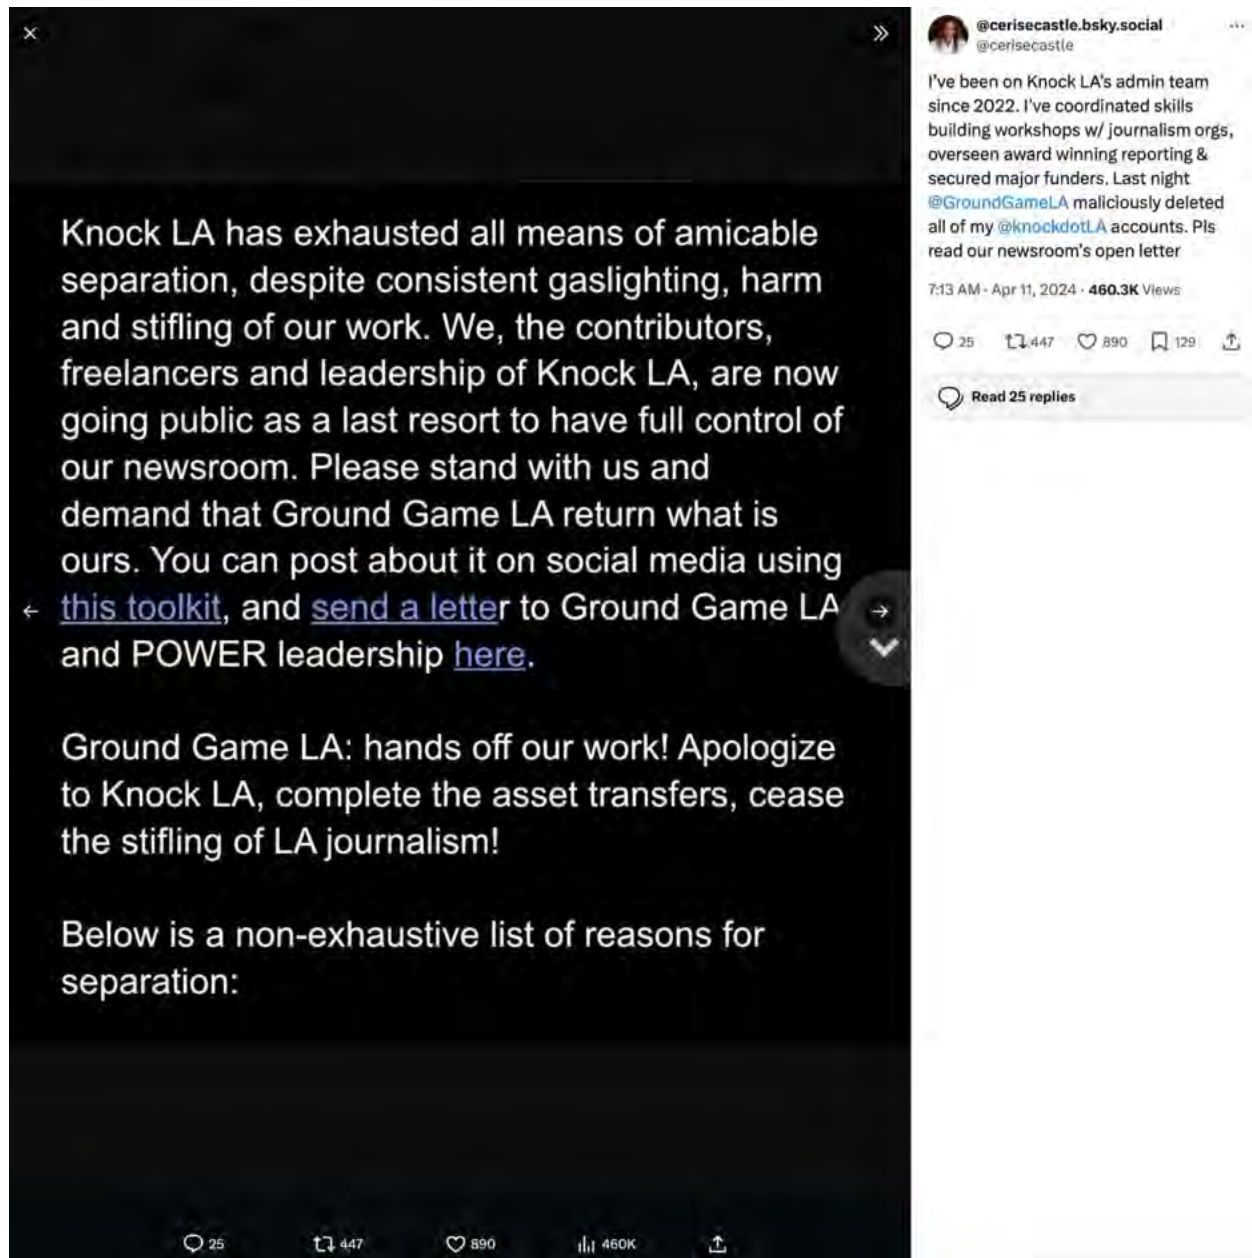 Knock LA has exhausted all means of amicable
separation, despite consistent gaslighting, harm
and stifling of our work. We, the contributors,
freelancers and leadership of Knock LA, are now
going public as a last resort to have full control of
our newsroom. Please stand with us and
demand that Ground Game LA return what is
ours. You can post about it on social media using
this toolkit, and send a letter to Ground Game LA
and POWER leadership here.
Ground Game LA: hands off our work! Apologize
to Knock LA, complete the asset transfers, cease
the stifling of LA journalism!
Below is a non-exhaustive list of reasons for
separation:
25 447 890 460K
@cerisecastle.bsky.social
@cerisecastle
I've been on Knock LA's admin team
since 2022. I've coordinated skills
building workshops w/ journalism orgs,
overseen award winning reporting &
secured major funders. Last night
@GroundGameLA maliciously deleted
all of my @knockdotLA accounts. Pls
read our newsroom's open letter
7:13 AM · Apr 11, 2024 · 460.3K Views
25 447 890 129
Read 25 replies